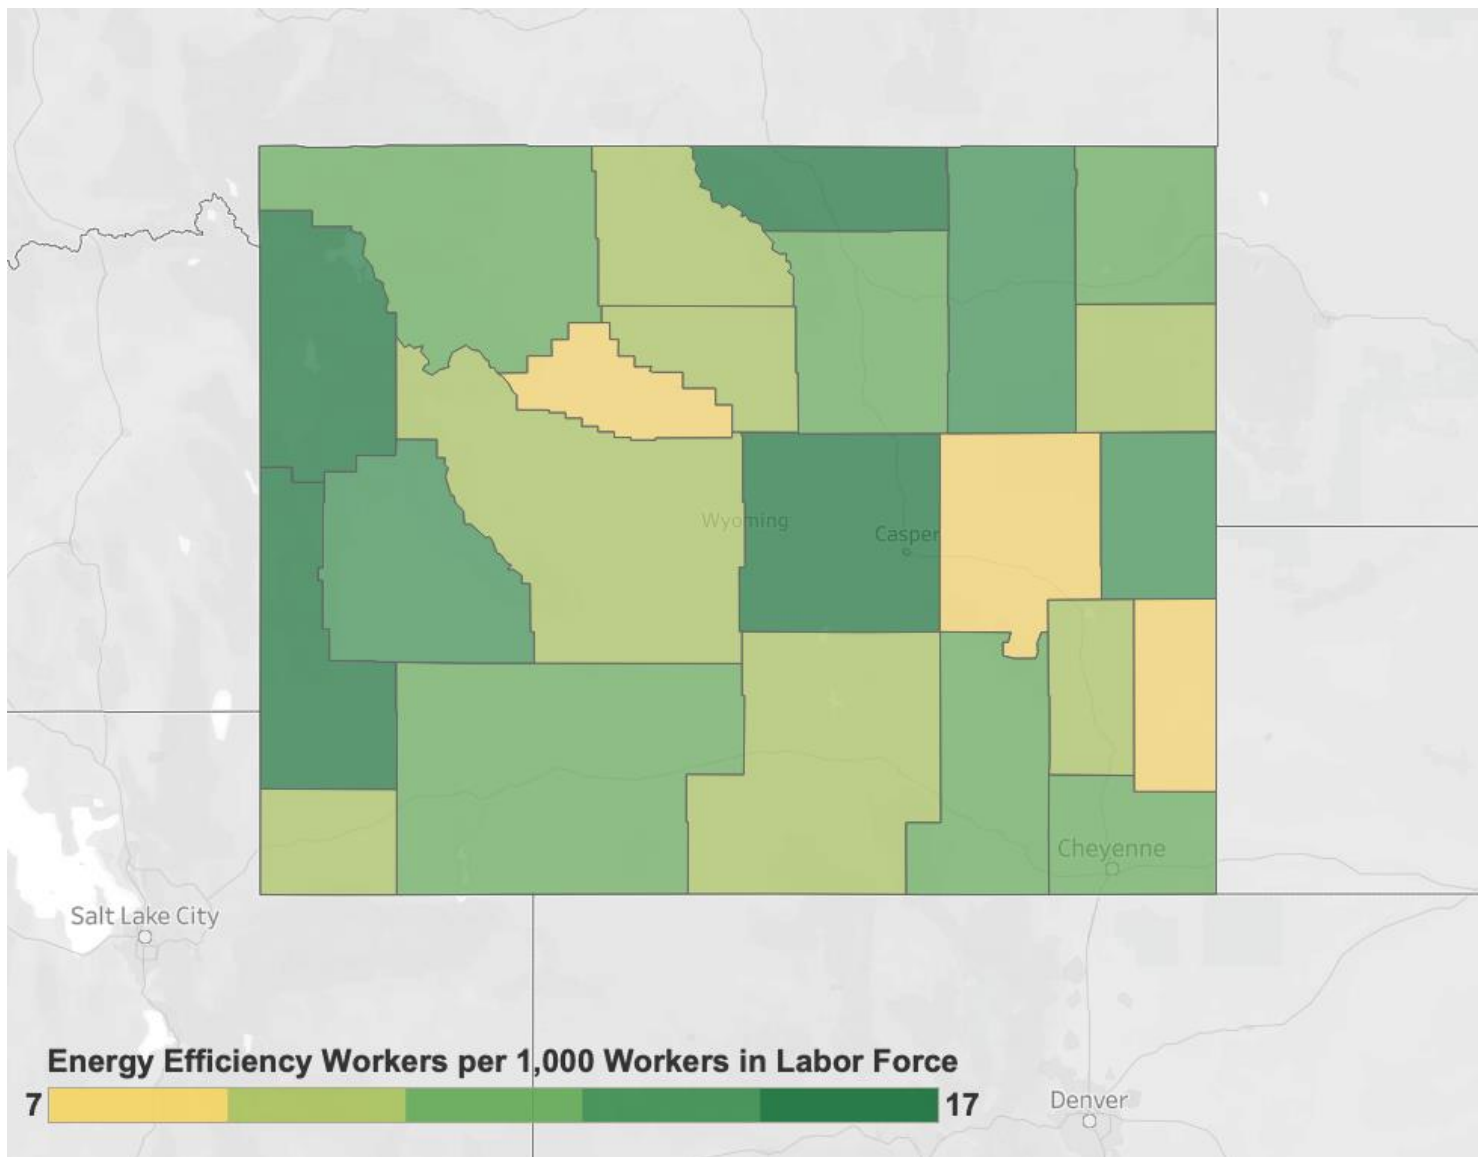 Wyoming
Casper
Cheyenne
Salt Lake City
Energy Efficiency Workers per 1,000 Workers in Labor Force
7 17
Denver